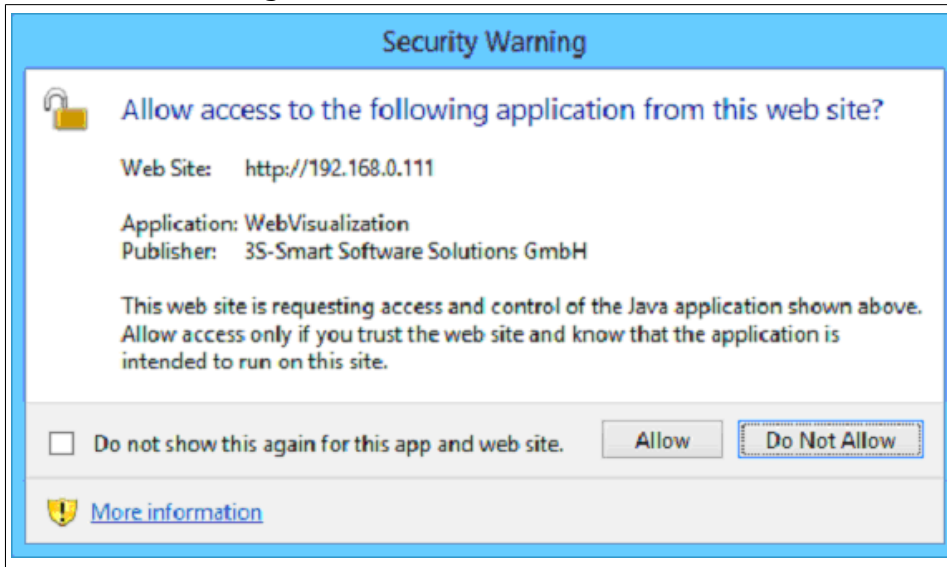 Security Warning
Allow access to the following application from this web site?
Web Site: http://192.168.0.111
Application: WebVisualization
Publisher: 3S-Smart Software Solutions GmbH
This web site is requesting access and control of the Java application shown above.
Allow access only if you trust the web site and know that the application is
intended to run on this site.
Do not show this again for this app and web site. Allow Do Not Allow
More information